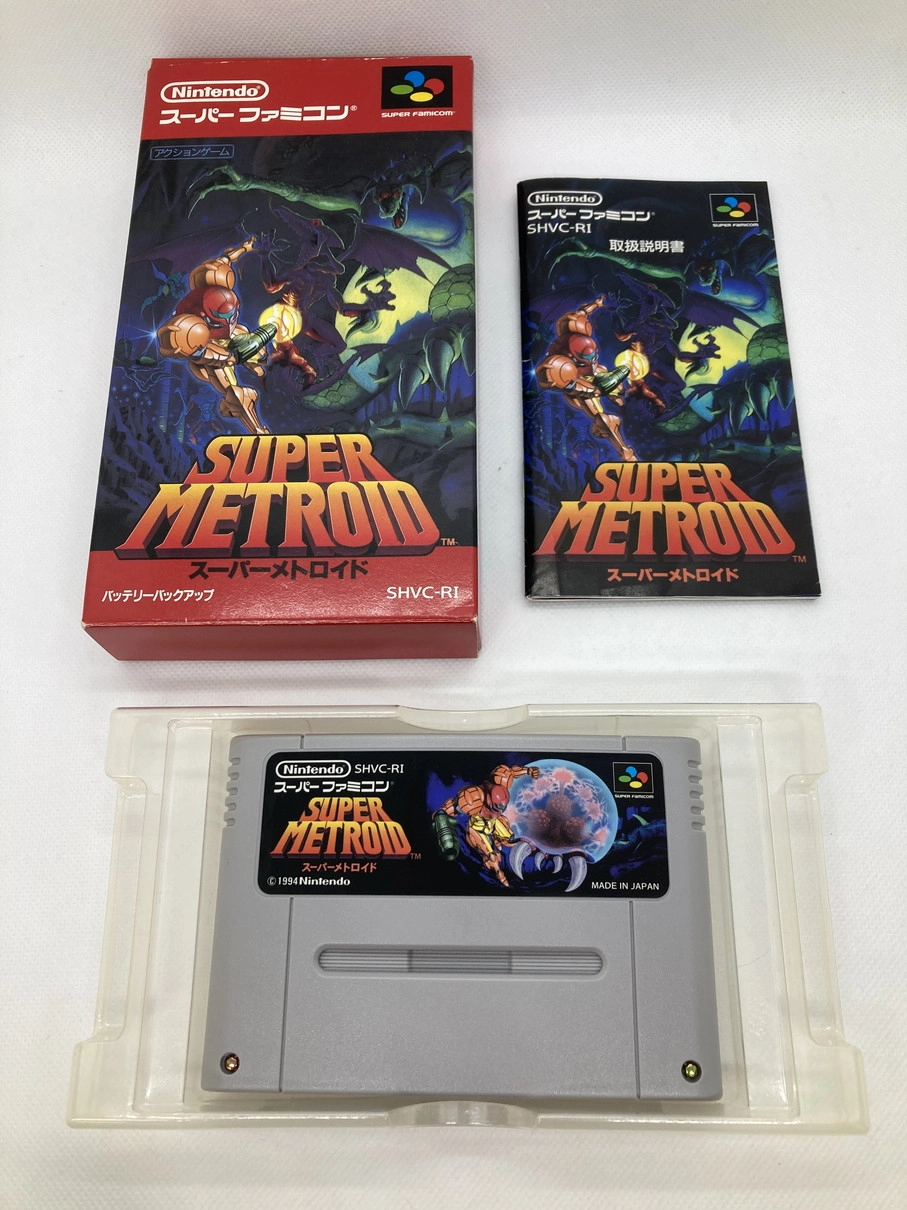 Nintendo
スーパーファミコン®
SUPER FAMICOM
アクションゲーム
SUPER
METROID
TM
スーパーメトロイド
バッテリーバックアップ
SHVC-RI
Nintendo
スーパーファミコン®
SHVC-RI
取扱説明書
SUPER FAMICOM
SUPER
METROID
TM
スーパーメトロイド
Nintendo SHVC-RI
スーパーファミコン®
SUPER FAMICOM
SUPER
METROID
TM
スーパーメトロイド
©1994 Nintendo
MADE IN JAPAN